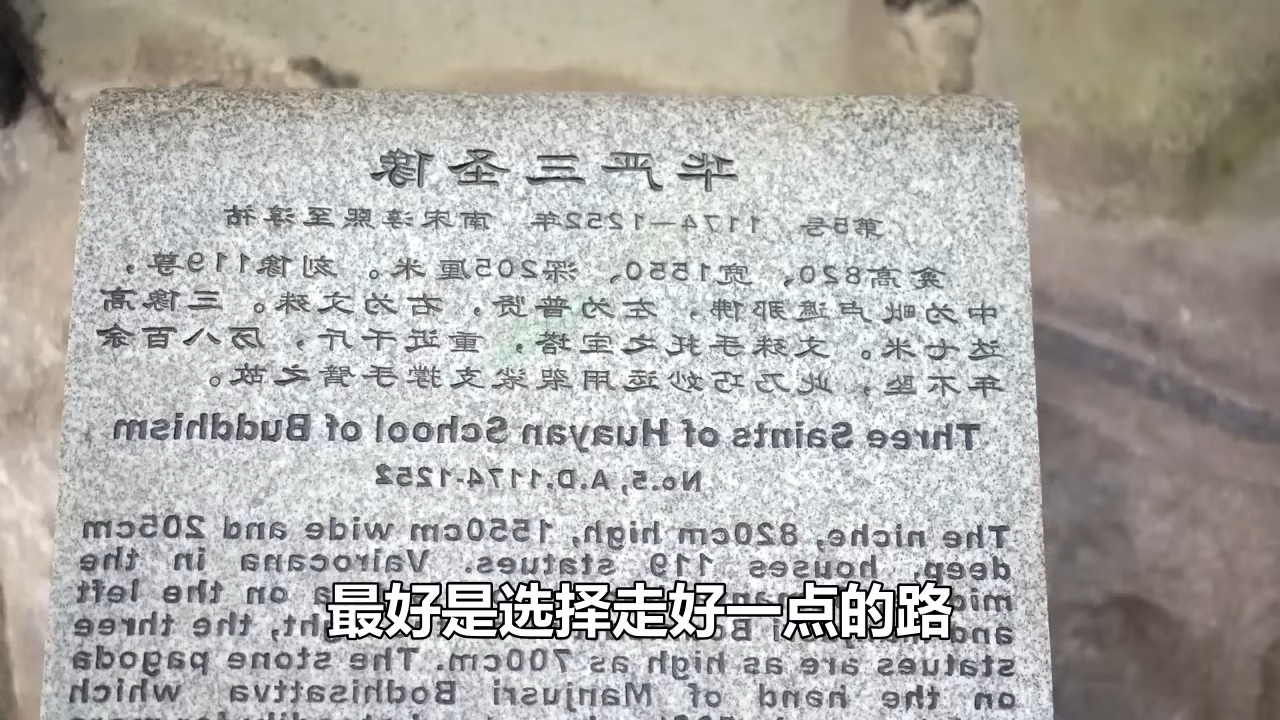 华严三圣像
第5号 1174—1252年 南宋淳熙至淳祐
龛高820、宽1550、深205厘米。刻像119尊，
中为毗卢遮那佛，左为普贤，右为文殊。三像高
达七米。文殊手托之宝塔，重近千斤，历八百余
年不坠，此乃巧妙运用架裟支撑手臂之故。
Three Saints of Huayan School of Buddhism
No.5, A.D.1174-1252
The niche, 820cm high, 1550cm wide and 205cm
deep, houses 119 statues. Vairocana in the
on the left
and the three
statues are as high as 700cm. The stone pagoda
on the hand of Manjusri Bodhisattva which
最好是选择走好一点的路